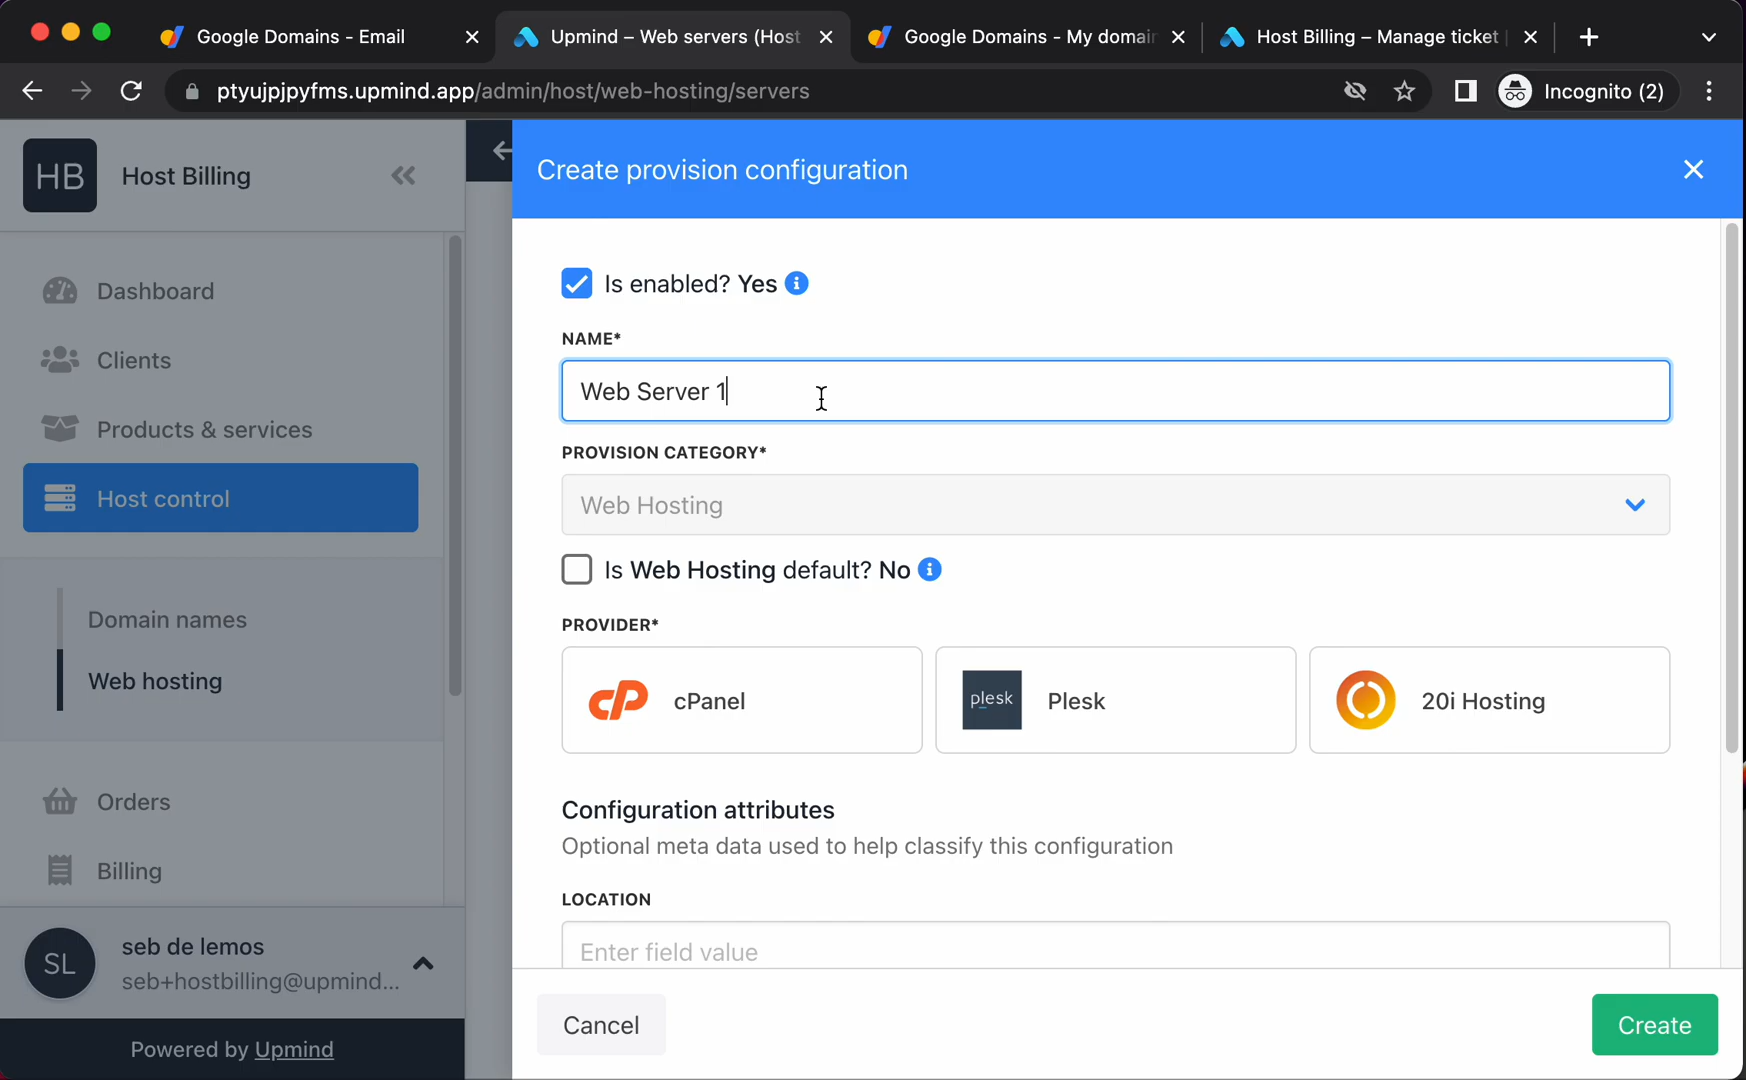 Google Domains - Email
Upmind – Web servers (Host
Google Domains - My domain
Host Billing – Manage ticket
ptyujpjpyfms.upmind.app/admin/host/web-hosting/servers
Incognito (2)
HB
Host Billing
Create provision configuration
Dashboard
Clients
Products & services
Host control
Domain names
Web hosting
Orders
Billing
SL
seb de lemos
seb+hostbilling@upmind...
Powered by Upmind
Is enabled? Yes
NAME*
Web Server 1
PROVISION CATEGORY*
Web Hosting
Is Web Hosting default? No
PROVIDER*
cP
cPanel
plesk
Plesk
20i Hosting
Configuration attributes
Optional meta data used to help classify this configuration
LOCATION
Enter field value
Cancel
Create